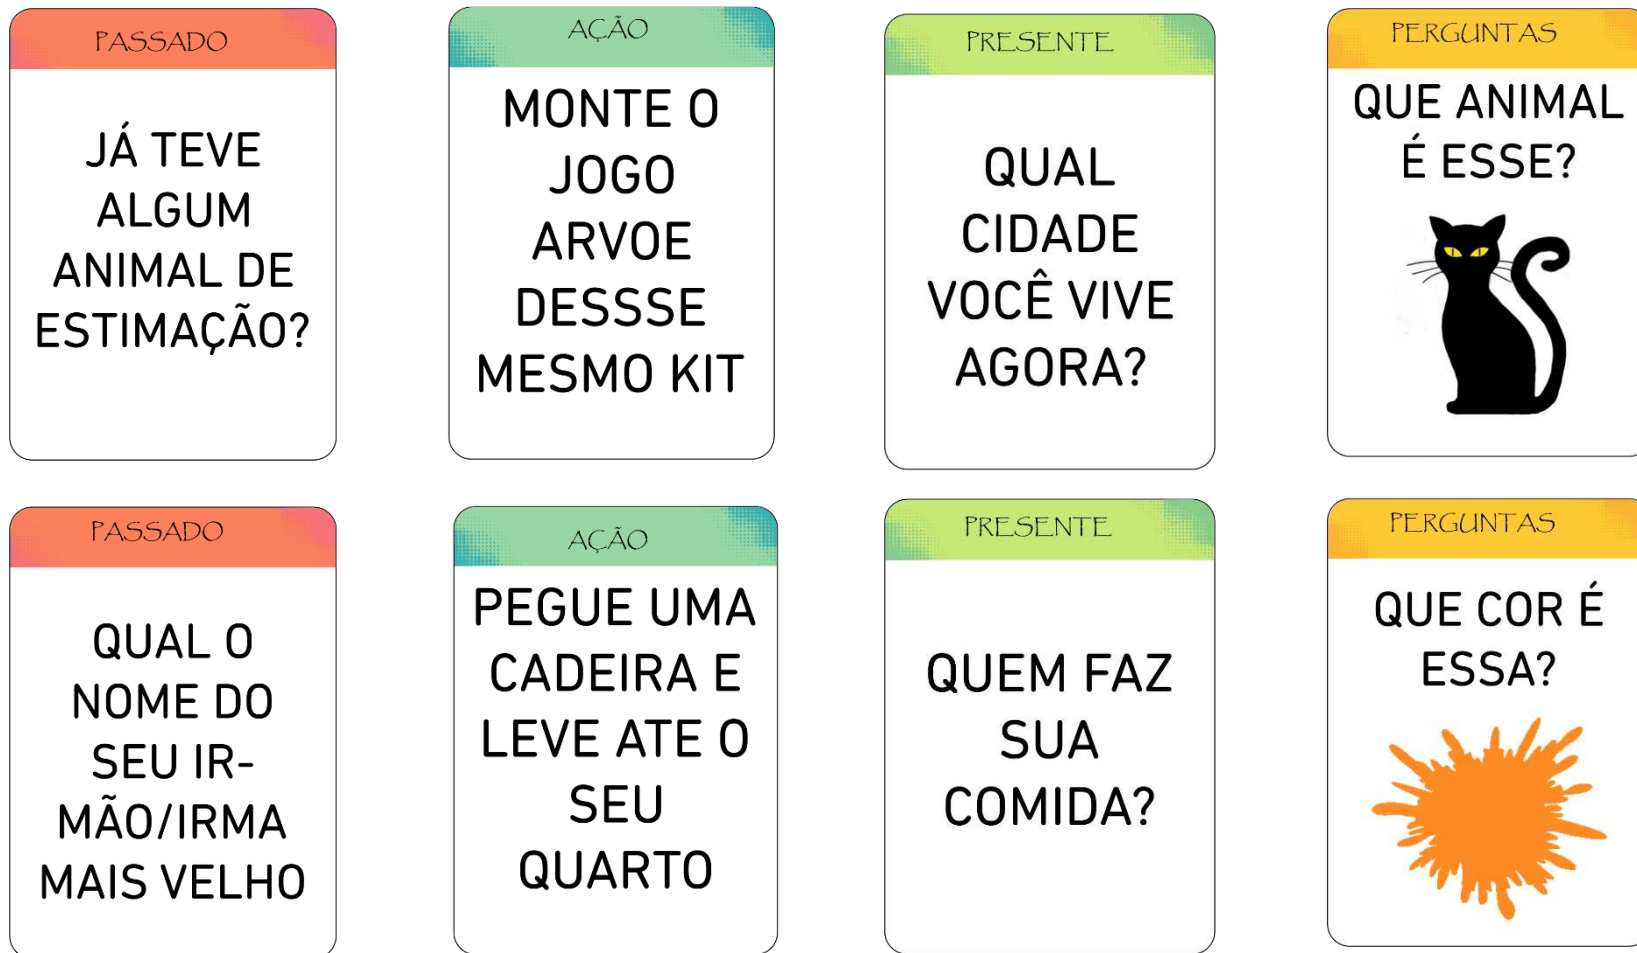 PASSADO
JÁ TEVE
ALGUM
ANIMAL DE
ESTIMAÇÃO?
AÇÃO
MONTE O
JOGO
ARVOE
DESSSE
MESMO KIT
PRESENTE
QUAL
CIDADE
VOCÊ VIVE
AGORA?
PERGUNTAS
QUE ANIMAL
É ESSE?
PASSADO
QUAL O
NOME DO
SEU IR-
MÃO/IRMA
MAIS VELHO
AÇÃO
PEGUE UMA
CADEIRA E
LEVE ATE O
SEU
QUARTO
PRESENTE
QUEM FAZ
SUA
COMIDA?
PERGUNTAS
QUE COR É
ESSA?